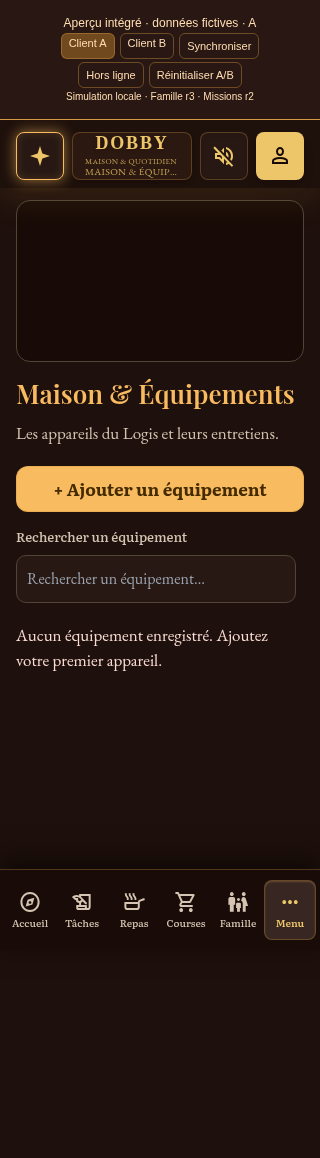 Aperçu intégré · données fictives · A
Client A
Client B
Synchroniser
Hors ligne
Réinitialiser A/B
Simulation locale · Famille r3 · Missions r2
DOBBY
MAISON & QUOTIDIEN
MAISON & ÉQUIP...
Maison & Équipements
Les appareils du Logis et leurs entretiens.
+ Ajouter un équipement
Rechercher un équipement
Rechercher un équipement...
Aucun équipement enregistré. Ajoutez
votre premier appareil.
Accueil
Tâches
Repas
Courses
Famille
Menu